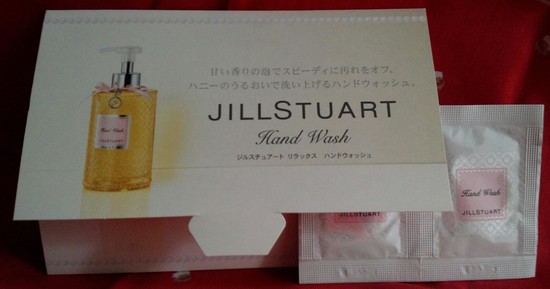 甘い香りの泡でスピーディに汚れをオフ。
ハニーのうるおいで洗い上げるハンドウォッシュ。
JILLSTUART
Hand Wash
ジルスチュアート リラックス ハンドウォッシュ
Hand Wash
JILLSTUART
JILLSTUART
Hand Wash
JILLSTUART